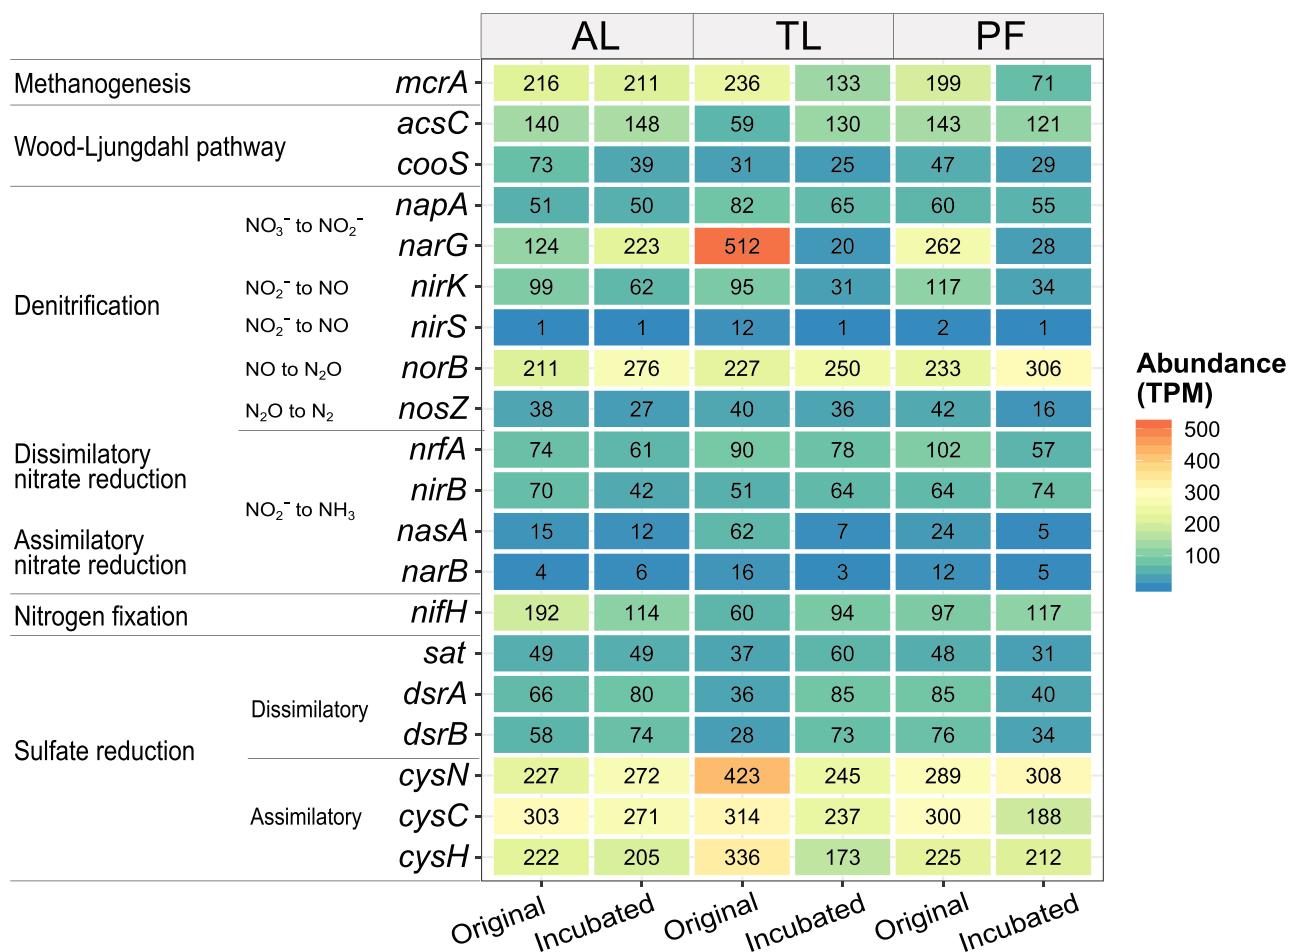 AL TL PF
Methanogenesis mcrA 216 211 236 133 199 71
Wood-Ljungdahl pathway acsC 140 148 59 130 143 121
cooS 73 39 31 25 47 29
Denitrification NO₃⁻ to NO₂⁻ napA 51 50 82 65 60 55
narG 124 223 512 20 262 28
NO₂⁻ to NO nirK 99 62 95 31 117 34
NO₂⁻ to NO nirS 1 1 12 1 2 1
NO to N₂O norB 211 276 227 250 233 306
N₂O to N₂ nosZ 38 27 40 36 42 16
Dissimilatory
nitrate reduction
NO₂⁻ to NH₃ nrfA 74 61 90 78 102 57
nirB 70 42 51 64 64 74
Assimilatory
nitrate reduction
nasA 15 12 62 7 24 5
narB 4 6 16 3 12 5
Nitrogen fixation nifH 192 114 60 94 97 117
Sulfate reduction Dissimilatory sat 49 49 37 60 48 31
dsrA 66 80 36 85 85 40
dsrB 58 74 28 73 76 34
Assimilatory cysN 227 272 423 245 289 308
cysC 303 271 314 237 300 188
cysH 222 205 336 173 225 212
Original Incubated Original Incubated Original Incubated
Abundance
(TPM)
500
400
300
200
100